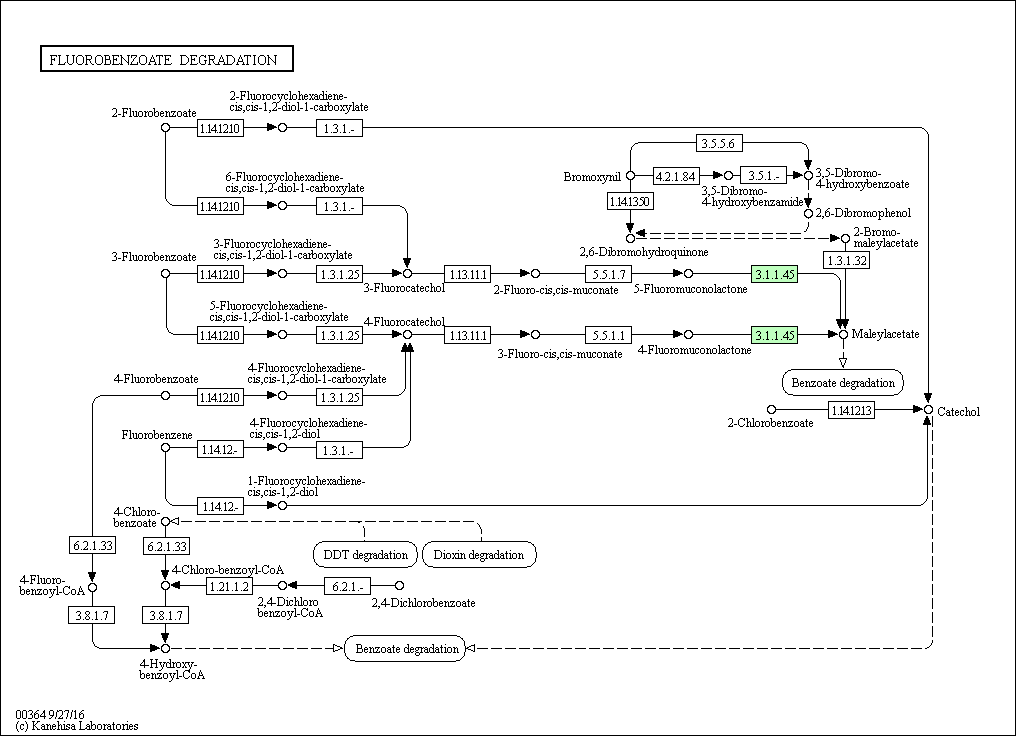 FLUOROBENZOATE DEGRADATION
2-Fluorocyclohexadiene-
cis,cis-1,2-diol-1-carboxylate
2-Fluorobenzoate
1.14.12.10
1.3.1.-
3.5.5.6
6-Fluorocyclohexadiene-
cis,cis-1,2-diol-1-carboxylate
Bromoxynil
4.2.1.84
3.5.1.-
3,5-Dibromo-
4-hydroxybenzoate
3,5-Dibromo-
4-hydroxybenzamide
1.14.12.10
1.3.1.-
1.14.13.50
2,6-Dibromophenol
2-Bromo-
maleylacetate
3-Fluorocyclohexadiene-
cis,cis-1,2-diol-1-carboxylate
2,6-Dibromohydroquinone
3-Fluorobenzoate
1.3.1.32
1.14.12.10
1.3.1.25
1.13.11.1
5.5.1.7
3.1.1.45
3-Fluorocatechol
2-Fluoro-cis,cis-muconate
5-Fluoromuconolactone
5-Fluorocyclohexadiene-
cis,cis-1,2-diol-1-carboxylate
4-Fluorocatechol
1.14.12.10
1.3.1.25
1.13.11.1
5.5.1.1
3.1.1.45
Maleylacetate
3-Fluoro-cis,cis-muconate
4-Fluoromuconolactone
4-Fluorocyclohexadiene-
cis,cis-1,2-diol-1-carboxylate
4-Fluorobenzoate
Benzoate degradation
1.14.12.10
1.3.1.25
1.14.12.13
Catechol
2-Chlorobenzoate
4-Fluorocyclohexadiene-
cis,cis-1,2-diol
Fluorobenzene
1.14.12.-
1.3.1.-
1-Fluorocyclohexadiene-
cis,cis-1,2-diol
1.14.12.-
4-Chloro-
benzoate
6.2.1.33
6.2.1.33
DDT degradation
Dioxin degradation
4-Chloro-benzoyl-CoA
4-Fluoro-
benzoyl-CoA
1.21.1.2
6.2.1.-
2,4-Dichloro
benzoyl-CoA
2,4-Dichlorobenzoate
3.8.1.7
3.8.1.7
Benzoate degradation
4-Hydroxy-
benzoyl-CoA
00364 9/27/16
(c) Kanehisa Laboratories